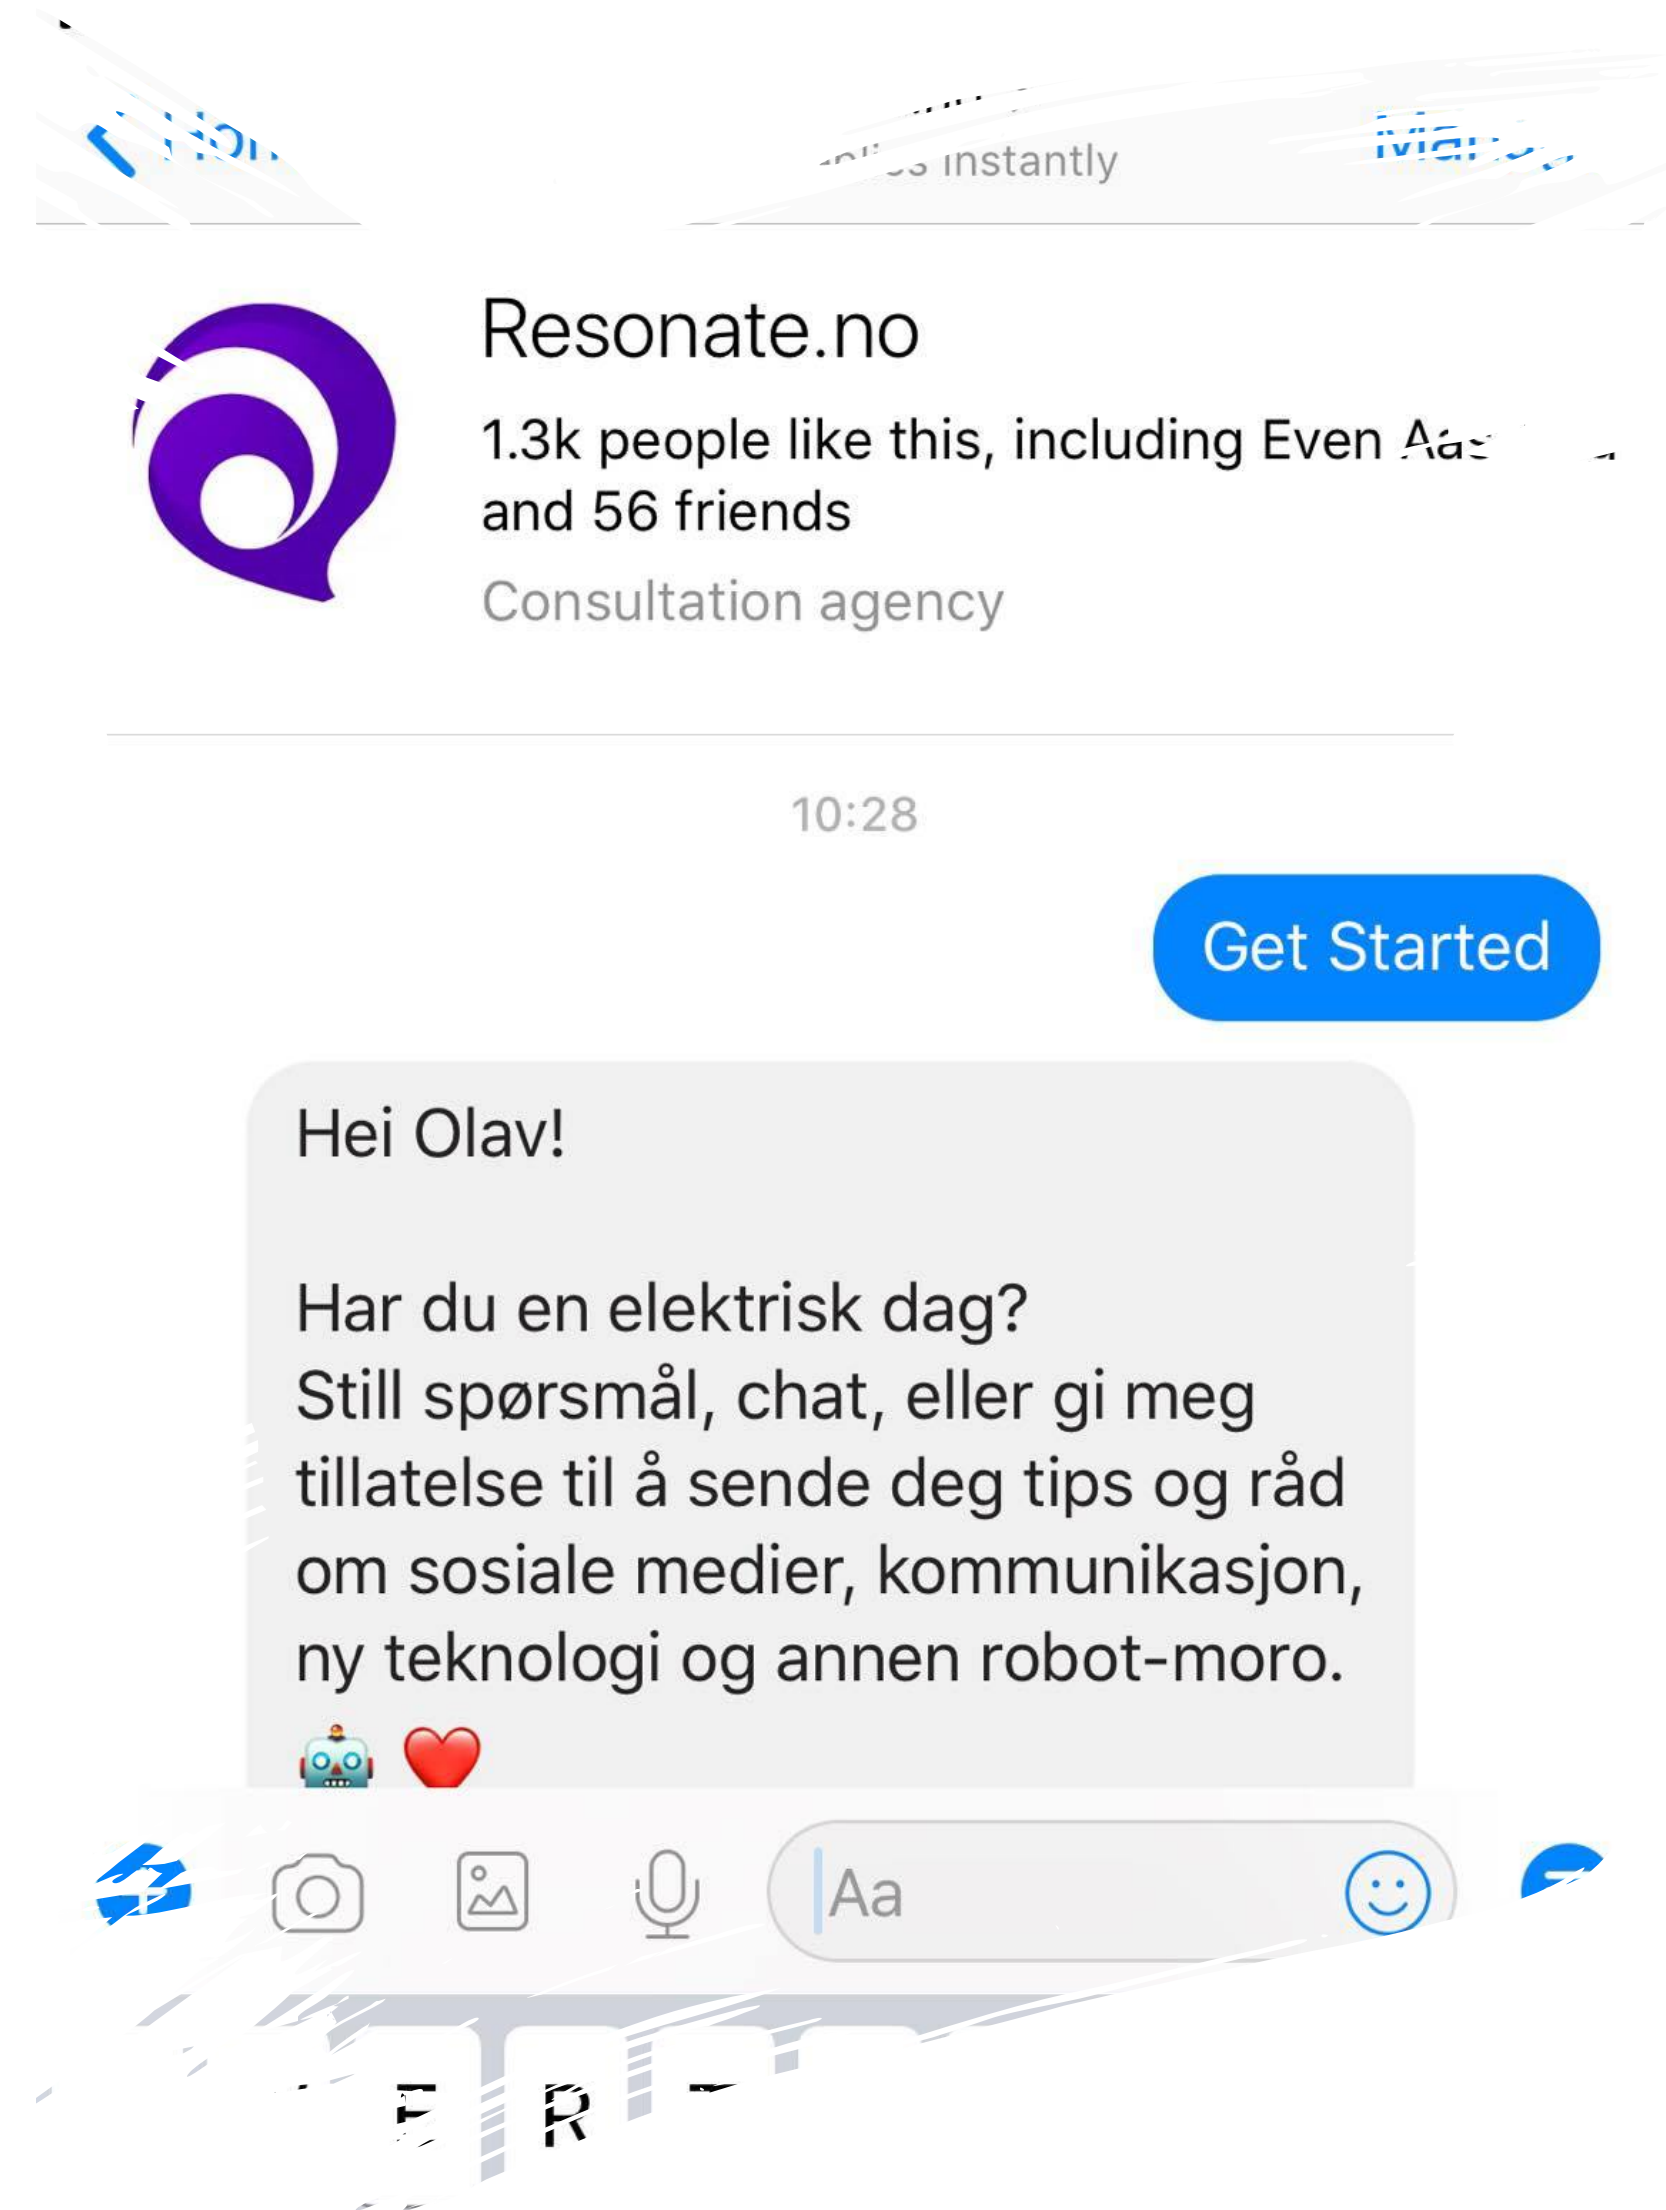 instantly
Resonate.no
1.3k people like this, including Even
and 56 friends
Consultation agency
10:28
Get Started
Hei Olav!
Har du en elektrisk dag?
Still spørsmål, chat, eller gi meg
tillatelse til å sende deg tips og råd
om sosiale medier, kommunikasjon,
ny teknologi og annen robot-moro.
🤖 ❤️
Aa
E R